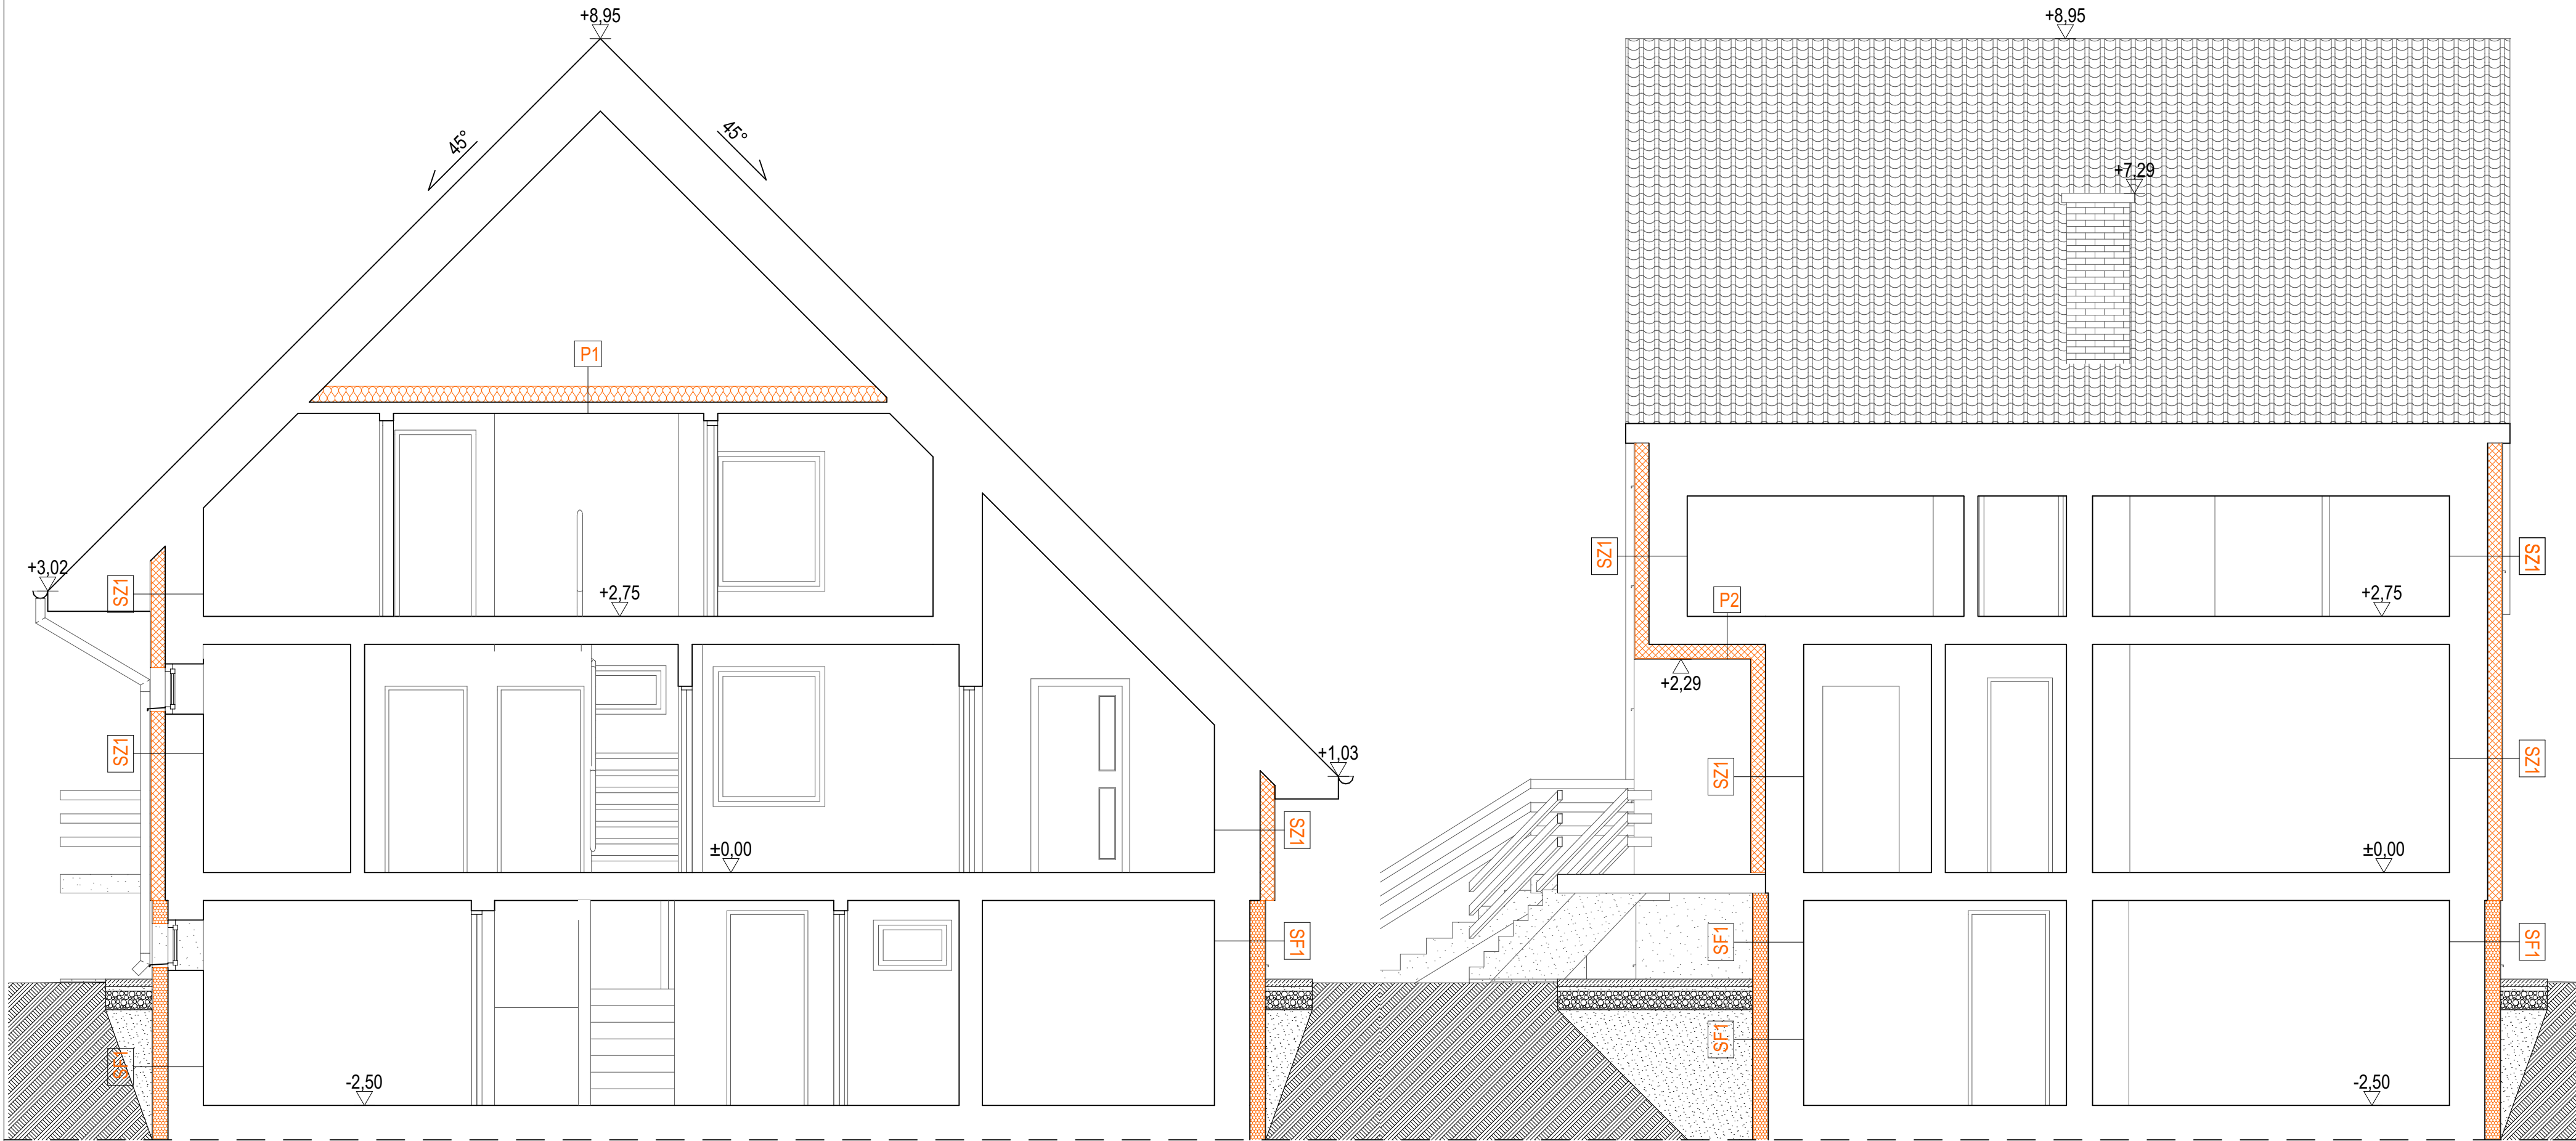 +8,95
+8,95
45°
45°
+7,29
P1
+3,02
SZ1
+2,75
SZ1
SZ1
P2
+2,75
+2,29
SZ1
+1,03
SZ1
SZ1
SZ1
±0,00
±0,00
SF1
SF1
SF1
SF1
SF1
-2,50
-2,50